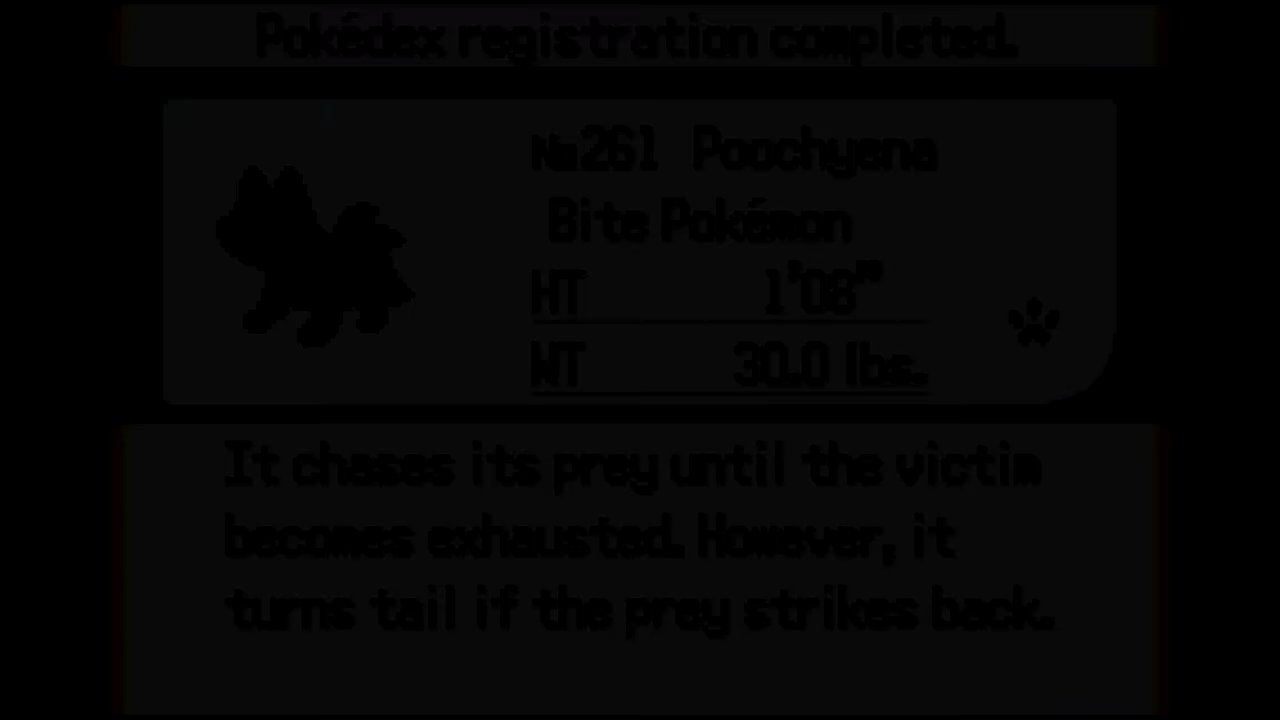 Pokédex registration completed.
№261 Poochyena
Bite Pokémon
HT 1'08"
WT 30.0 lbs.
It chases its prey until the victim
becomes exhausted. However, it
turns tail if the prey strikes back.